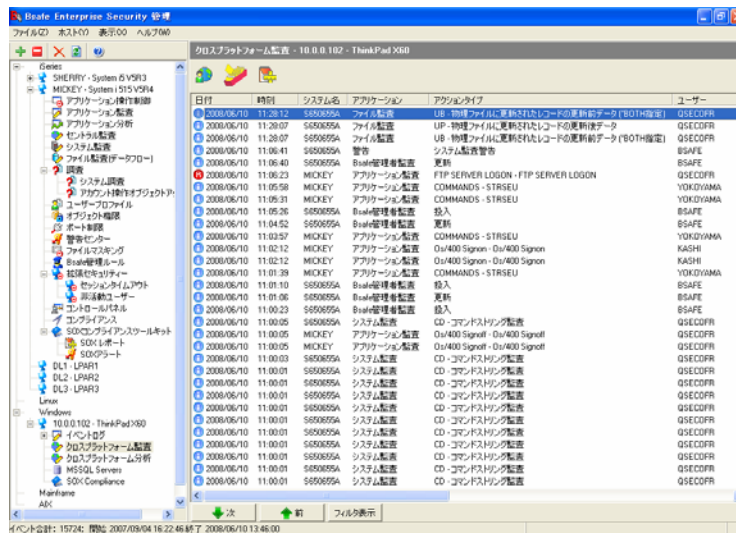 Bsafe Enterprise Security 管理
ファイル(Z) ホスト(Y) 表示(X) ヘルプ(W)
iSeries
SHERRY - System i5 V5R3
MICKEY - System i 515 V5R4
アプリケーション操作制御
アプリケーション監査
アプリケーション分析
セントラル監査
システム監査
ファイル監査(データフロー)
調査
システム調査
アカウント操作オブジェクトア
ユーザープロファイル
オブジェクト権限
ポート制限
警告センター
ファイルマスキング
Bsafe管理ルール
拡張セキュリティー
セッションタイムアウト
非活動ユーザー
コントロールパネル
コンプライアンス
SOXコンプライアンスツールキット
SOXレポート
SOXアラート
DL1 - LPAR1
DL2 - LPAR2
DL3 - LPAR3
Linux
Windows
10.0.0.102 - ThinkPad X60
イベントログ
クロスプラットフォーム監査
クロスプラットフォーム分析
MSSQL Servers
SOX Compliance
Mainframe
AIX
クロスプラットフォーム監査 - 10.0.0.102 - ThinkPad X60
日付 時刻 システム名 アプリケーション アクションタイプ ユーザー
2008/06/10 11:28:12 S650655A ファイル監査 UB - 物理ファイルに更新されたレコードの更新前データ ('BOTH指定) QSECOFR
2008/06/10 11:28:07 S650655A ファイル監査 UP - 物理ファイルに更新されたレコードの更新後データ QSECOFR
2008/06/10 11:28:07 S650655A ファイル監査 UB - 物理ファイルに更新されたレコードの更新前データ ('BOTH指定) QSECOFR
2008/06/10 11:06:41 S650655A 警告 システム監査警告 BSAFE
2008/06/10 11:06:40 S650655A Bsafe管理者監査 更新 BSAFE
2008/06/10 11:06:23 MICKEY アプリケーション監査 FTP SERVER LOGON - FTP SERVER LOGON QSECOFR
2008/06/10 11:05:58 MICKEY アプリケーション監査 COMMANDS - STRSEU YOKOYAMA
2008/06/10 11:05:31 MICKEY アプリケーション監査 COMMANDS - STRSEU YOKOYAMA
2008/06/10 11:05:26 S650655A Bsafe管理者監査 投入 BSAFE
2008/06/10 11:04:52 S650655A Bsafe管理者監査 更新 BSAFE
2008/06/10 11:03:57 MICKEY アプリケーション監査 COMMANDS - STRSEU YOKOYAMA
2008/06/10 11:02:12 MICKEY アプリケーション監査 Os/400 Signon - Os/400 Signon KASHI
2008/06/10 11:02:12 MICKEY アプリケーション監査 Os/400 Signon - Os/400 Signon KASHI
2008/06/10 11:01:39 MICKEY アプリケーション監査 COMMANDS - STRSEU YOKOYAMA
2008/06/10 11:01:10 S650655A Bsafe管理者監査 投入 BSAFE
2008/06/10 11:01:06 S650655A Bsafe管理者監査 更新 BSAFE
2008/06/10 11:00:23 S650655A Bsafe管理者監査 投入 BSAFE
2008/06/10 11:00:05 S650655A システム監査 CD - コマンドストリング監査 QSECOFR
2008/06/10 11:00:05 MICKEY アプリケーション監査 Os/400 Signoff - Os/400 Signoff QSECOFR
2008/06/10 11:00:05 MICKEY アプリケーション監査 Os/400 Signoff - Os/400 Signoff QSECOFR
2008/06/10 11:00:03 S650655A システム監査 CD - コマンドストリング監査 QSECOFR
2008/06/10 11:00:01 S650655A システム監査 CD - コマンドストリング監査 QSECOFR
2008/06/10 11:00:01 S650655A システム監査 CD - コマンドストリング監査 QSECOFR
2008/06/10 11:00:01 S650655A システム監査 CD - コマンドストリング監査 QSECOFR
2008/06/10 11:00:01 S650655A システム監査 CD - コマンドストリング監査 QSECOFR
2008/06/10 11:00:01 S650655A システム監査 CD - コマンドストリング監査 QSECOFR
2008/06/10 11:00:01 S650655A システム監査 CD - コマンドストリング監査 QSECOFR
2008/06/10 11:00:01 S650655A システム監査 CD - コマンドストリング監査 QSECOFR
2008/06/10 11:00:01 S650655A システム監査 CD - コマンドストリング監査 QSECOFR
2008/06/10 11:00:01 S650655A システム監査 CD - コマンドストリング監査 QSECOFR
次 前 フィルタ表示
イベント合計: 15724; 開始 2007/09/04 16:22:46 終了 2008/06/10 13:46:00